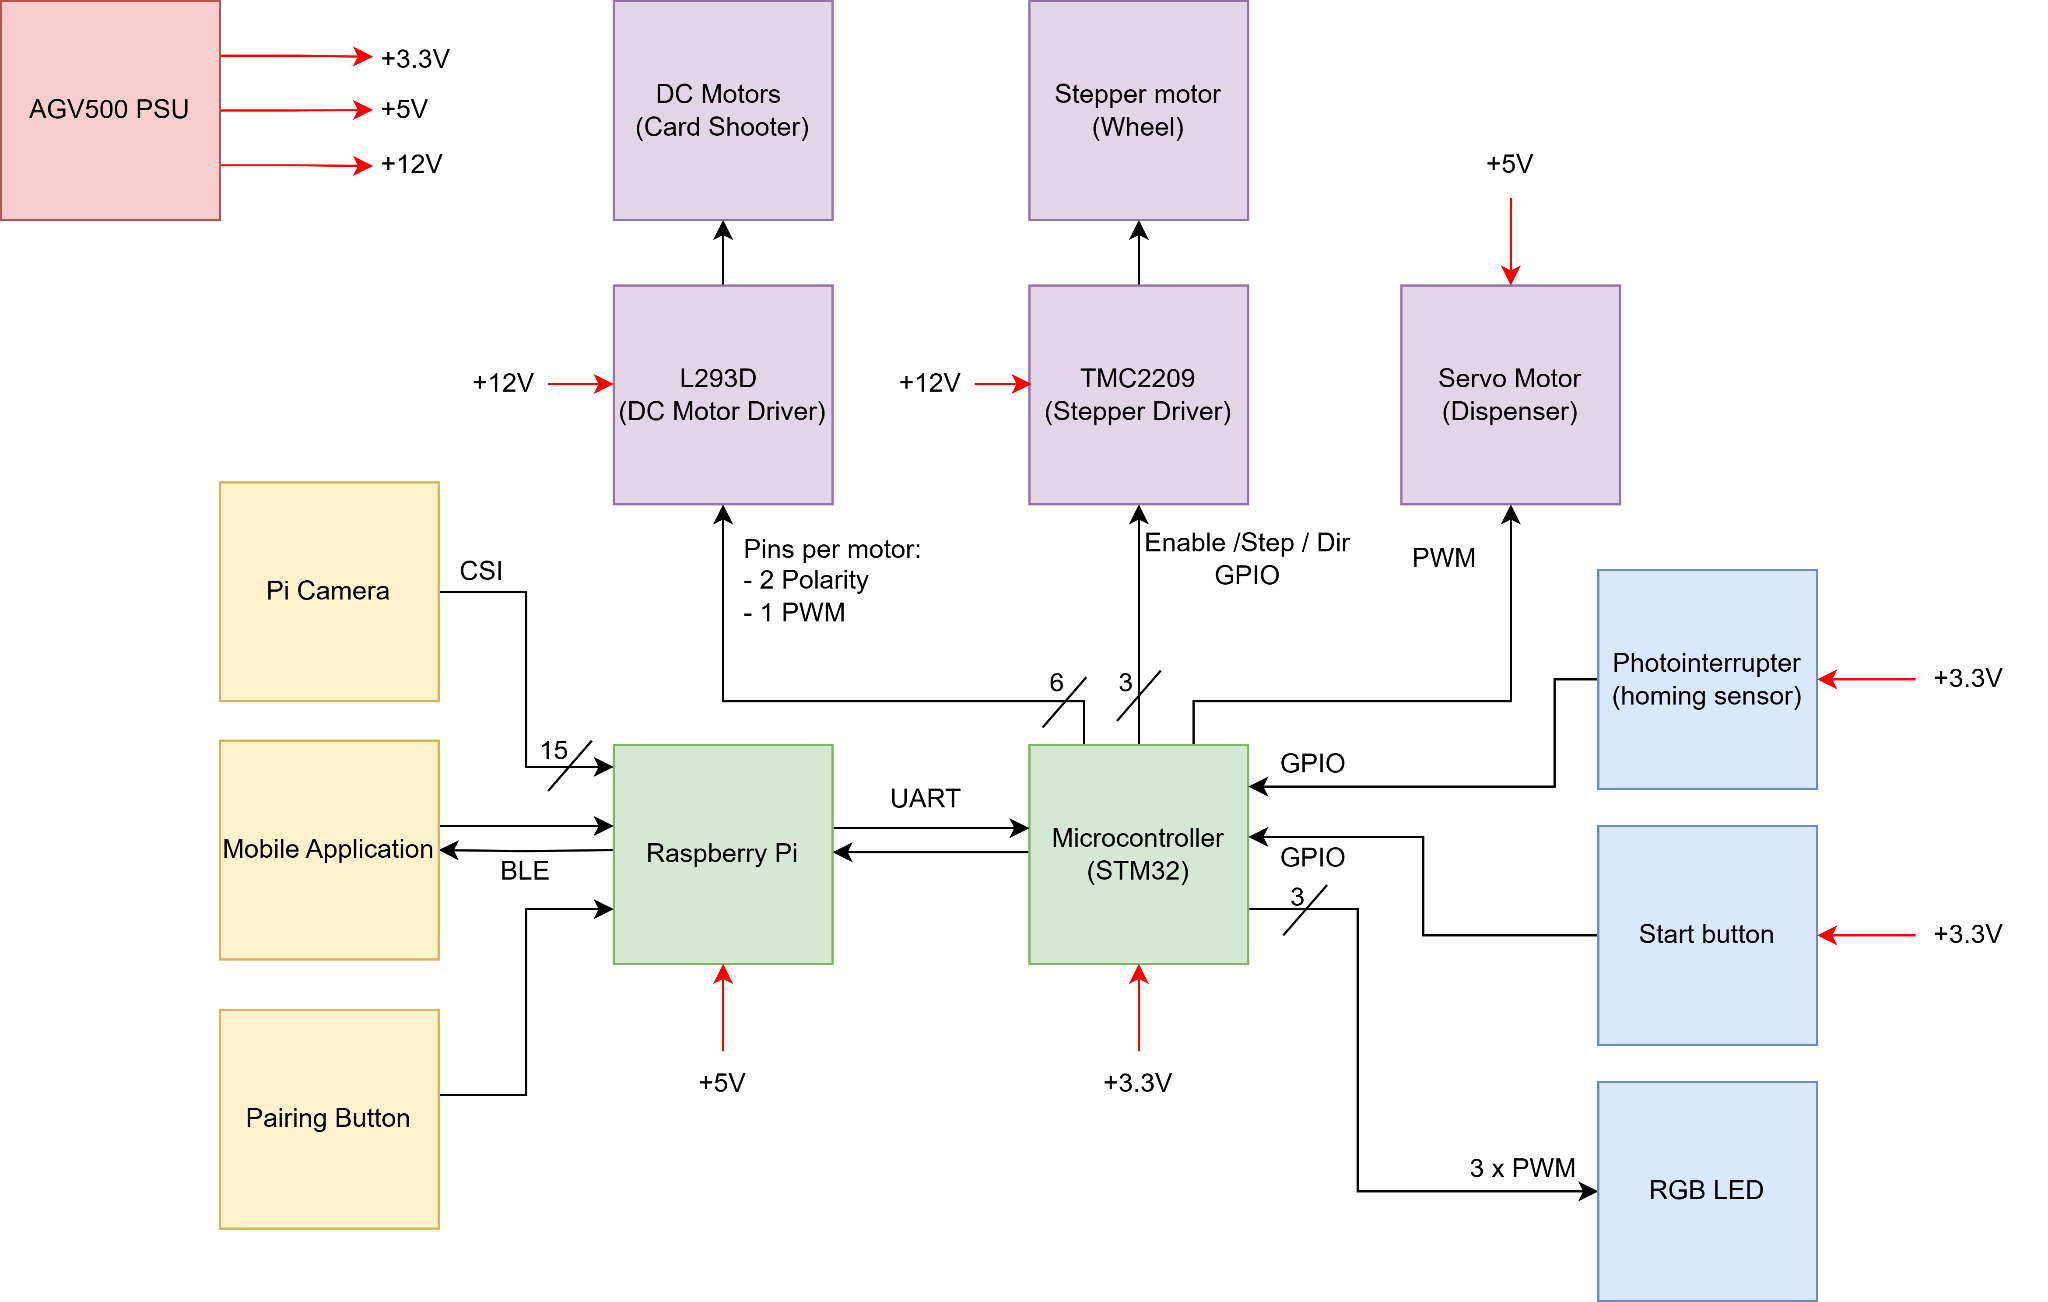 AGV500 PSU
+3.3V
+5V
+12V
DC Motors
(Card Shooter)
Stepper motor
(Wheel)
+5V
+12V
L293D
(DC Motor Driver)
+12V
TMC2209
(Stepper Driver)
Servo Motor
(Dispenser)
Pi Camera
CSI
Pins per motor:
- 2 Polarity
- 1 PWM
Enable /Step / Dir
GPIO
PWM
Photointerrupter
(homing sensor)
+3.3V
6
3
15
GPIO
Mobile Application
BLE
Raspberry Pi
UART
Microcontroller
(STM32)
GPIO
3
Start button
+3.3V
Pairing Button
+5V
+3.3V
3 x PWM
RGB LED